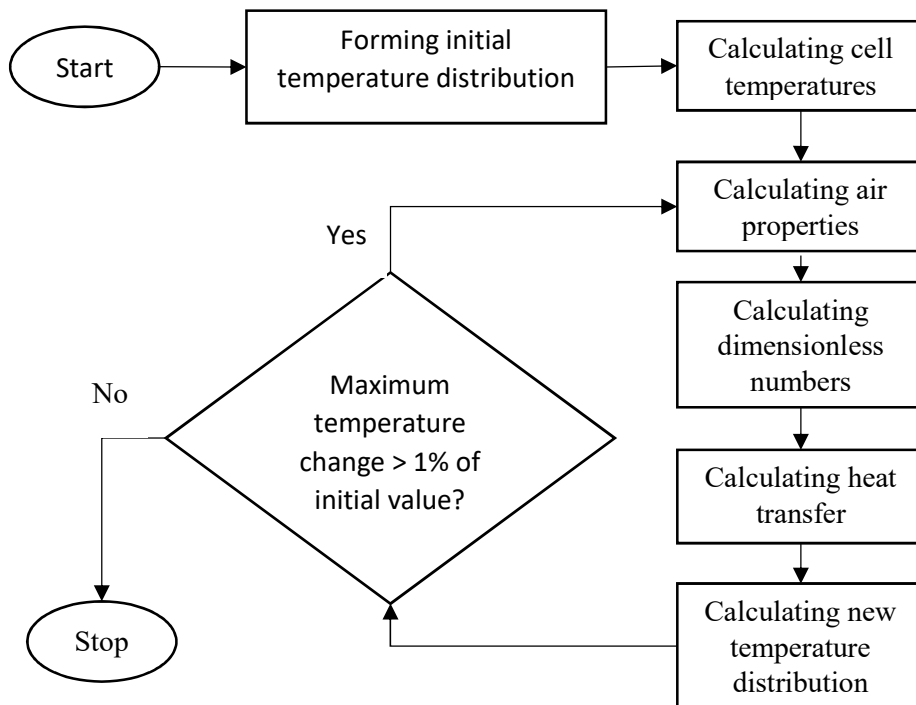 Start
Forming initial
temperature distribution
Calculating cell
temperatures
Calculating air
properties
Calculating
dimensionless
numbers
Calculating heat
transfer
Calculating new
temperature
distribution
Maximum
temperature
change > 1% of
initial value?
Yes
No
Stop